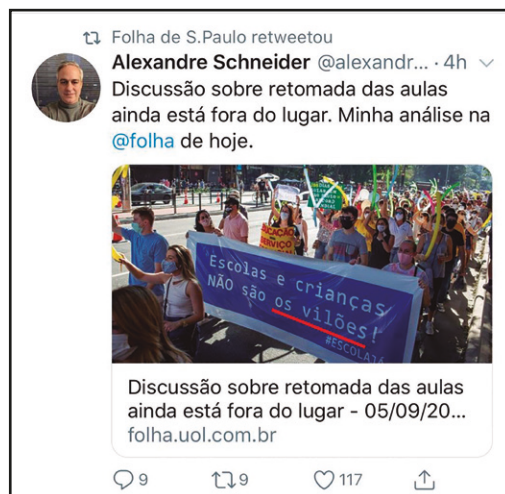 Folha de S.Paulo retweetou
Alexandre Schneider @alexandr... · 4h
Discussão sobre retomada das aulas
ainda está fora do lugar. Minha análise na
@folha de hoje.
EDUCAÇÃO
SERVIÇO
Escolas e crianças
NÃO são os vilões!
#ESCOLA
Discussão sobre retomada das aulas
ainda está fora do lugar - 05/09/20...
folha.uol.com.br
9 9 117